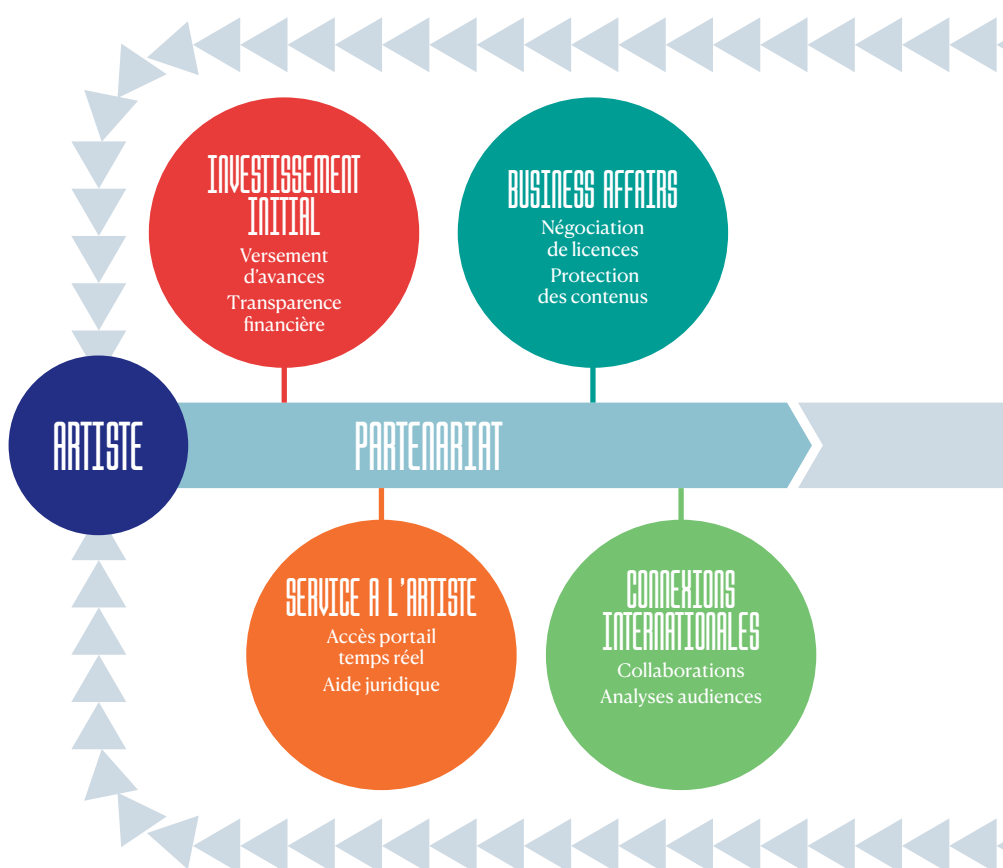 INVESTISSEMENT
INITIAL
Versement
d'avances
Transparence
financière
BUSINESS AFFAIRS
Négociation
de licences
Protection
des contenus
ARTISTE
PARTENARIAT
SERVICE A L'ARTISTE
Accès portail
temps réel
Aide juridique
CONNEXIONS
INTERNATIONALES
Collaborations
Analyses audiences